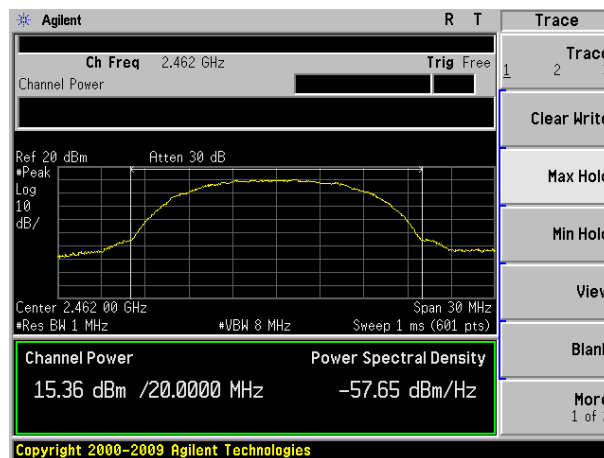 Agilent R T Trace
Ch Freq 2.462 GHz Trig Free
Channel Power
Trace
1 2
Clear Write
Ref 20 dBm Atten 30 dB
#Peak
Log
10
dB/
Max Hold
Min Hold
View
Center 2.462 00 GHz Span 30 MHz
#Res BW 1 MHz #VBW 8 MHz Sweep 1 ms (601 pts)
Channel Power Power Spectral Density
15.36 dBm /20.0000 MHz -57.65 dBm/Hz
Blank
More
1 of
Copyright 2000-2009 Agilent Technologies